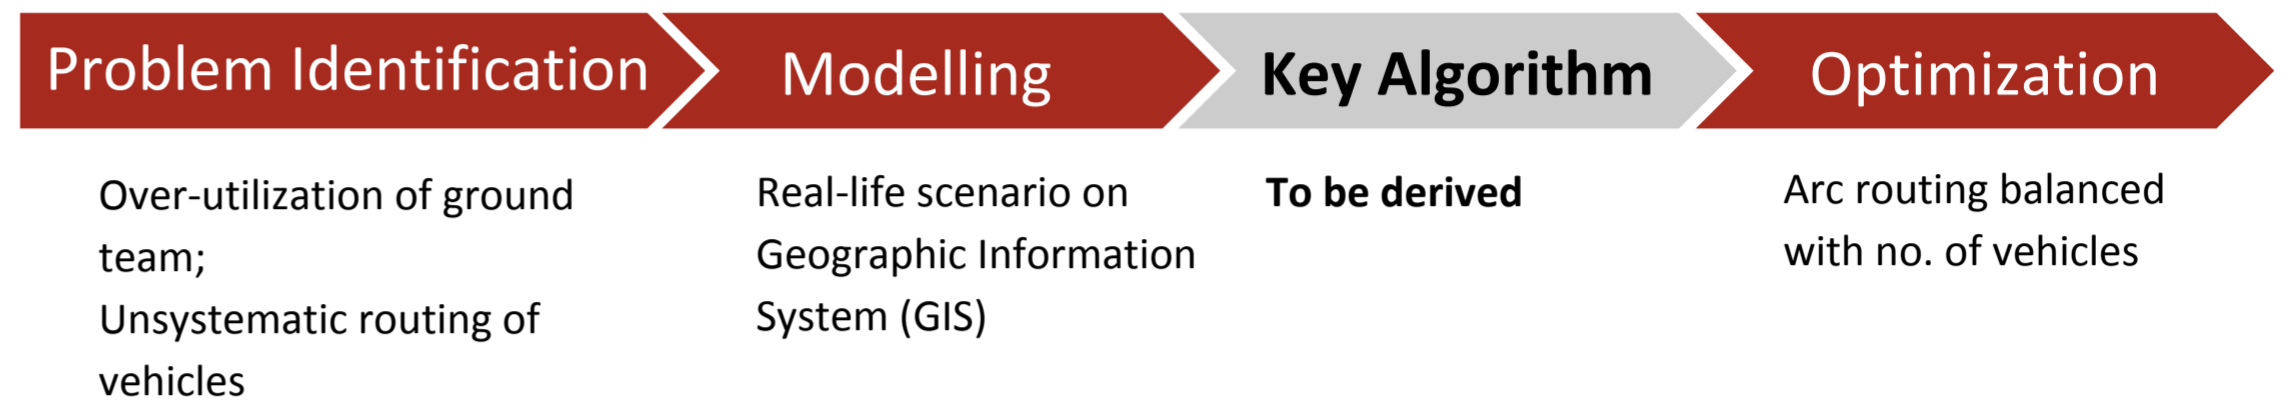 Problem Identification
Modelling
Key Algorithm
Optimization
Over-utilization of ground
team;
Unsystematic routing of
vehicles
Real-life scenario on
Geographic Information
System (GIS)
To be derived
Arc routing balanced
with no. of vehicles